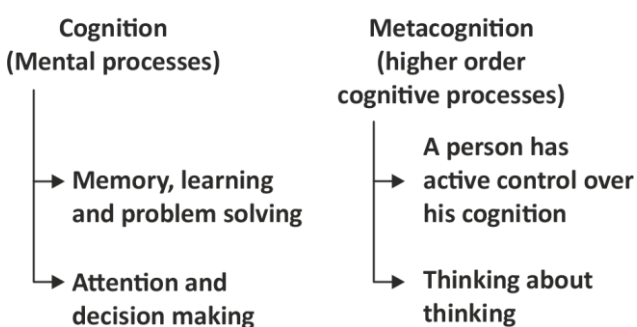 Cognition
(Mental processes)
Memory, learning
and problem solving
Attention and
decision making
Metacognition
(higher order
cognitive processes)
A person has
active control over
his cognition
Thinking about
thinking